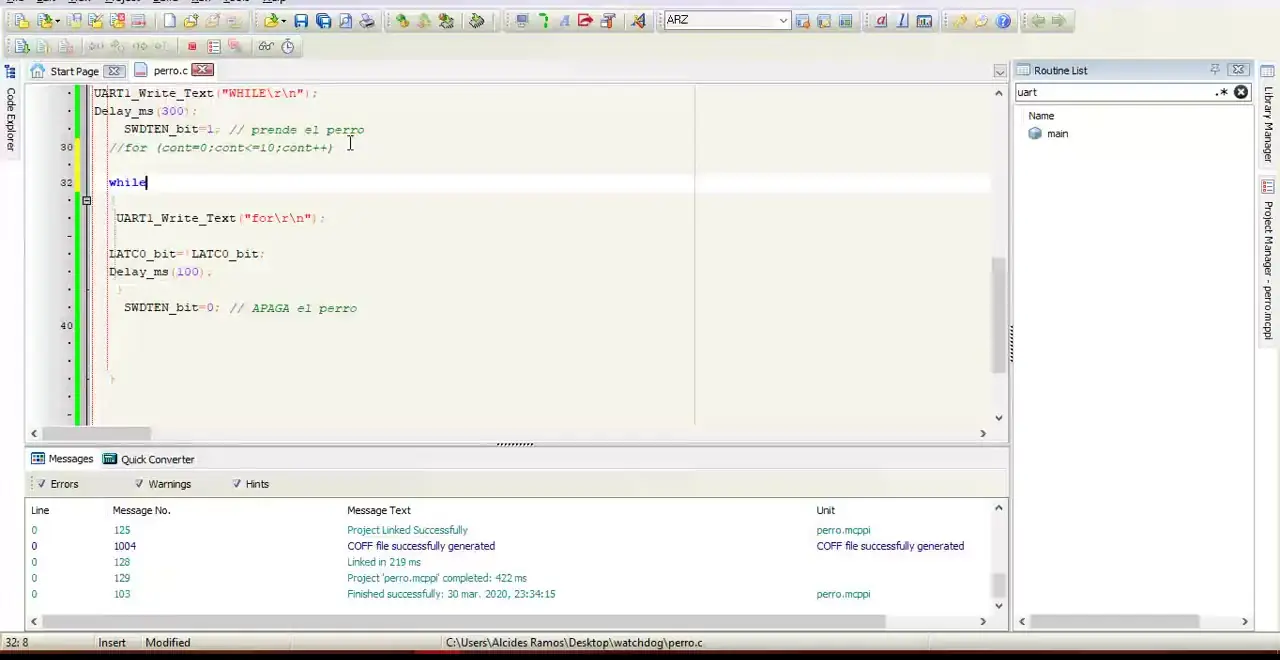 ARZ
Start Page
perro.c
Code Explorer
UART1_Write_Text("WHILE\r\n");
Delay_ms(300);
SWDTEN_bit=1; // prende el perro
30 //for (cont=0;cont<=10;cont++)
32 while
{
UART1_Write_Text("for\r\n");
LATC0_bit=!LATC0_bit;
Delay_ms(100);
}
SWDTEN_bit=0; // APAGA el perro
40
}
Routine List
uart
.*
Name
main
Library Manager
Project Manager - perro.mcppi
Messages Quick Converter
Errors Warnings Hints
Line Message No. Message Text Unit
0 125 Project Linked Successfully perro.mcppi
0 1004 COFF file successfully generated COFF file successfully generated
0 128 Linked in 219 ms
0 129 Project 'perro.mcppi' completed: 422 ms
0 103 Finished successfully: 30 mar. 2020, 23:34:15 perro.mcppi
32: 8 Insert Modified C:\Users\Alcides Ramos\Desktop\watchdog\perro.c